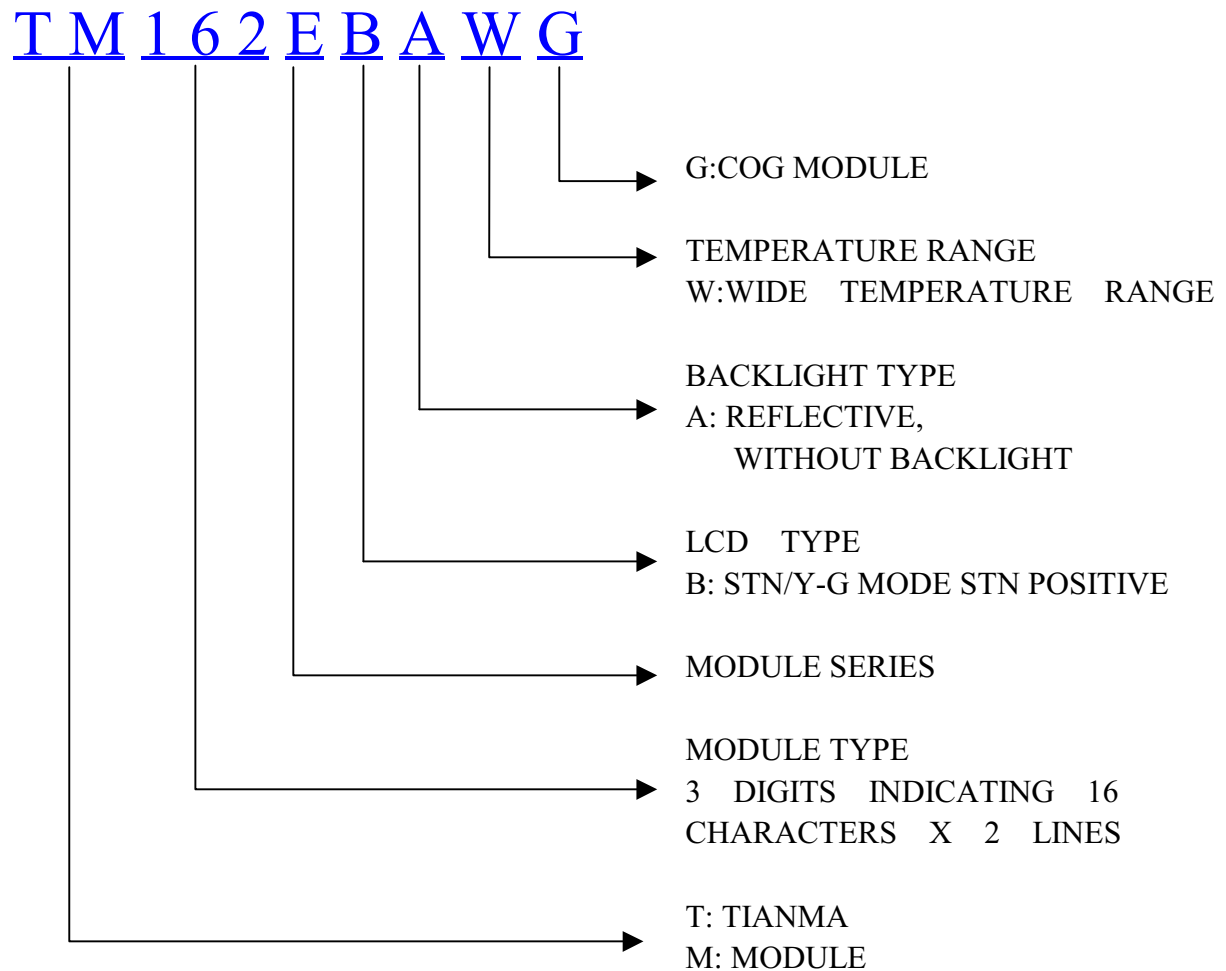 T M 1 6 2 E B A W G
G:COG MODULE
TEMPERATURE RANGE
W:WIDE TEMPERATURE RANGE
BACKLIGHT TYPE
A: REFLECTIVE,
WITHOUT BACKLIGHT
LCD TYPE
B: STN/Y-G MODE STN POSITIVE
MODULE SERIES
MODULE TYPE
3 DIGITS INDICATING 16
CHARACTERS X 2 LINES
T: TIANMA
M: MODULE